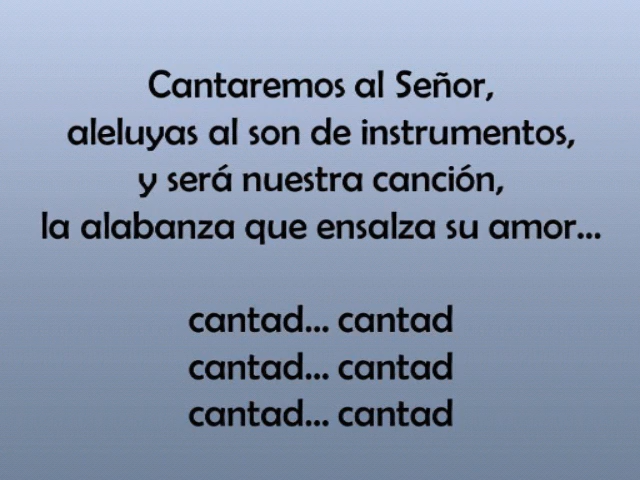 Cantaremos al Señor,
aleluyas al son de instrumentos,
y será nuestra canción,
la alabanza que ensalza su amor...
cantad... cantad
cantad... cantad
cantad... cantad